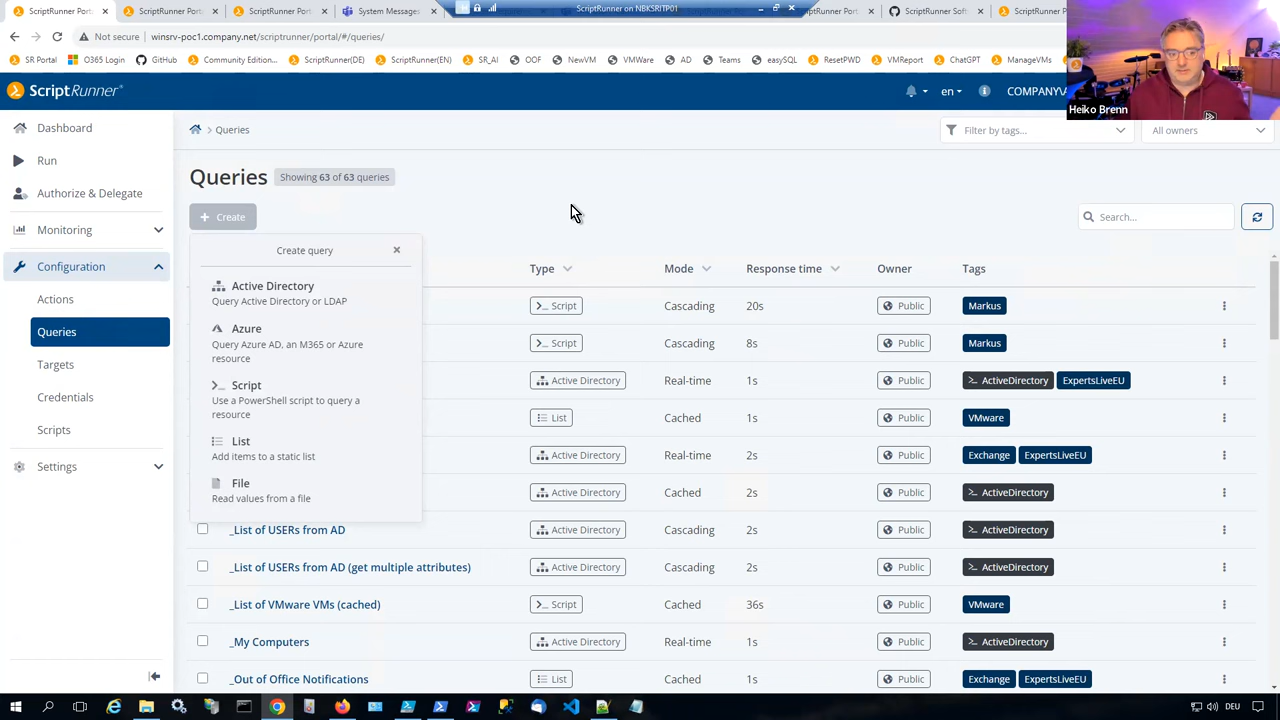 ScriptRunner Port
System Messages
ScriptRunner on NBKSRITP01
ScriptRunner Soft
ScriptRunner
Not secure
winsrv-poc1.company.net/scriptrunner/portal/#/queries/
SR Portal
O365 Login
GitHub
Community Edition...
ScriptRunner(DE)
ScriptRunner(EN)
SR_AI
OOF
NewVM
VMWare
AD
Teams
easySQL
ResetPWD
VMReport
ChatGPT
ManageVMs
Heiko Brenn
ScriptRunner
en
COMPANY\A
Dashboard
Run
Authorize & Delegate
Monitoring
Configuration
Actions
Queries
Targets
Credentials
Scripts
Settings
Queries
Filter by tags...
All owners
Queries
Showing 63 of 63 queries
+ Create
Search...
Create query
Active Directory
Query Active Directory or LDAP
Azure
Query Azure AD, an M365 or Azure
resource
Script
Use a PowerShell script to query a
resource
List
Add items to a static list
File
Read values from a file
Type Mode Response time Owner Tags
Script Cascading 20s Public Markus
Script Cascading 8s Public Markus
Active Directory Real-time 1s Public ActiveDirectory ExpertsLiveEU
List Cached 1s Public VMware
Active Directory Real-time 2s Public Exchange ExpertsLiveEU
Active Directory Cached 2s Public ActiveDirectory
_List of USERs from AD Active Directory Cascading 2s Public ActiveDirectory
_List of USERs from AD (get multiple attributes) Active Directory Cascading 2s Public ActiveDirectory
_List of VMware VMs (cached) Script Cached 36s Public VMware
_My Computers Active Directory Real-time 1s Public ActiveDirectory
_Out of Office Notifications List Cached 1s Public Exchange ExpertsLiveEU
DEU